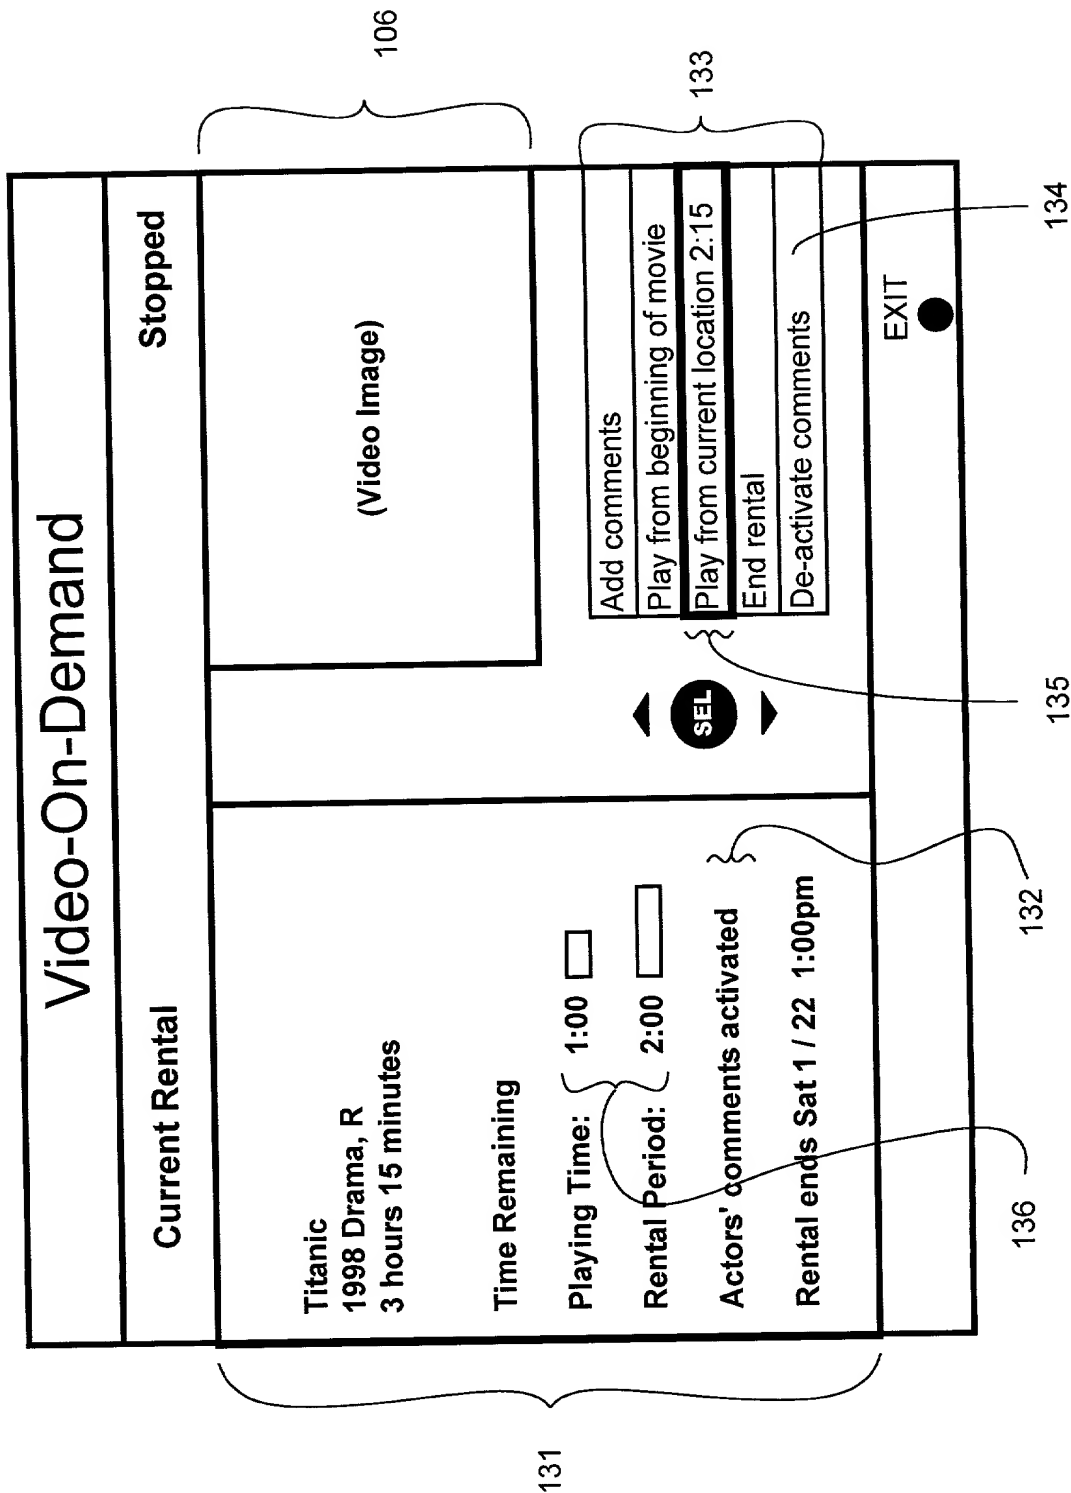 Video-On-Demand
Current Rental
Stopped
Titanic
1998 Drama, R
3 hours 15 minutes
Time Remaining
Playing Time: 1:00
Rental Period: 2:00
Actors' comments activated
Rental ends Sat 1 / 22 1:00pm
(Video Image)
SEL
Add comments
Play from beginning of movie
Play from current location 2:15
End rental
De-activate comments
EXIT
106
133
134
135
132
136
131